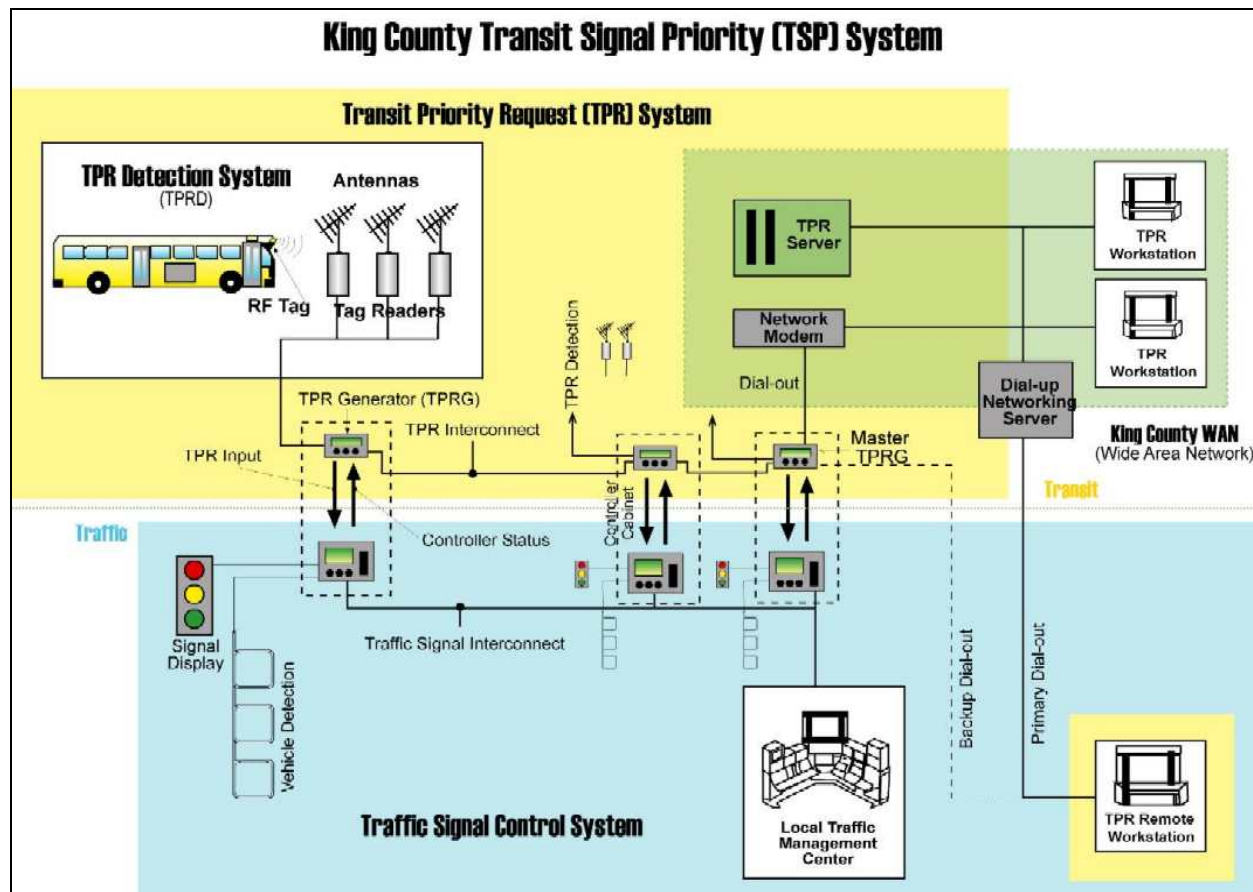 King County Transit Signal Priority (TSP) System
Transit Priority Request (TPR) System
TPR Detection System
(TPRD)
Antennas
RF Tag
Tag Readers
TPR
Server
TPR
Workstation
Network
Modem
TPR
Workstation
TPR Detection
Dial-out
Dial-up
Networking
Server
TPR Generator (TPRG)
TPR Interconnect
Master
TPRG
King County WAN
(Wide Area Network)
TPR Input
Controller
Cabinet
Transit
Traffic
Controller Status
Signal
Display
Traffic Signal Interconnect
Vehicle Detection
Backup Dial-out
Primary Dial-out
Traffic Signal Control System
Local Traffic
Management
Center
TPR Remote
Workstation